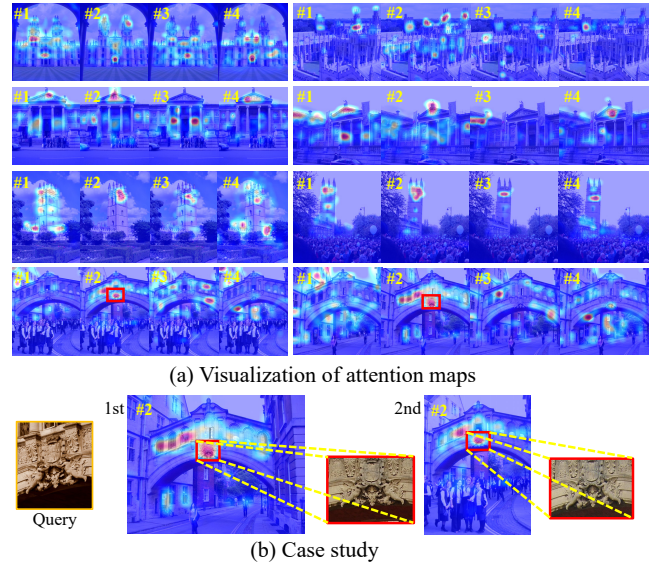 #1 #2 #3 #4 #1 #2 #3 #4
#1 #2 #3 #4 #1 #2 #3 #4
#1 #2 #3 #4 #1 #2 #3 #4
#1 #2 #3 #4 #1 #2 #3 #4
(a) Visualization of attention maps
1st #2 2nd #2
Query
(b) Case study